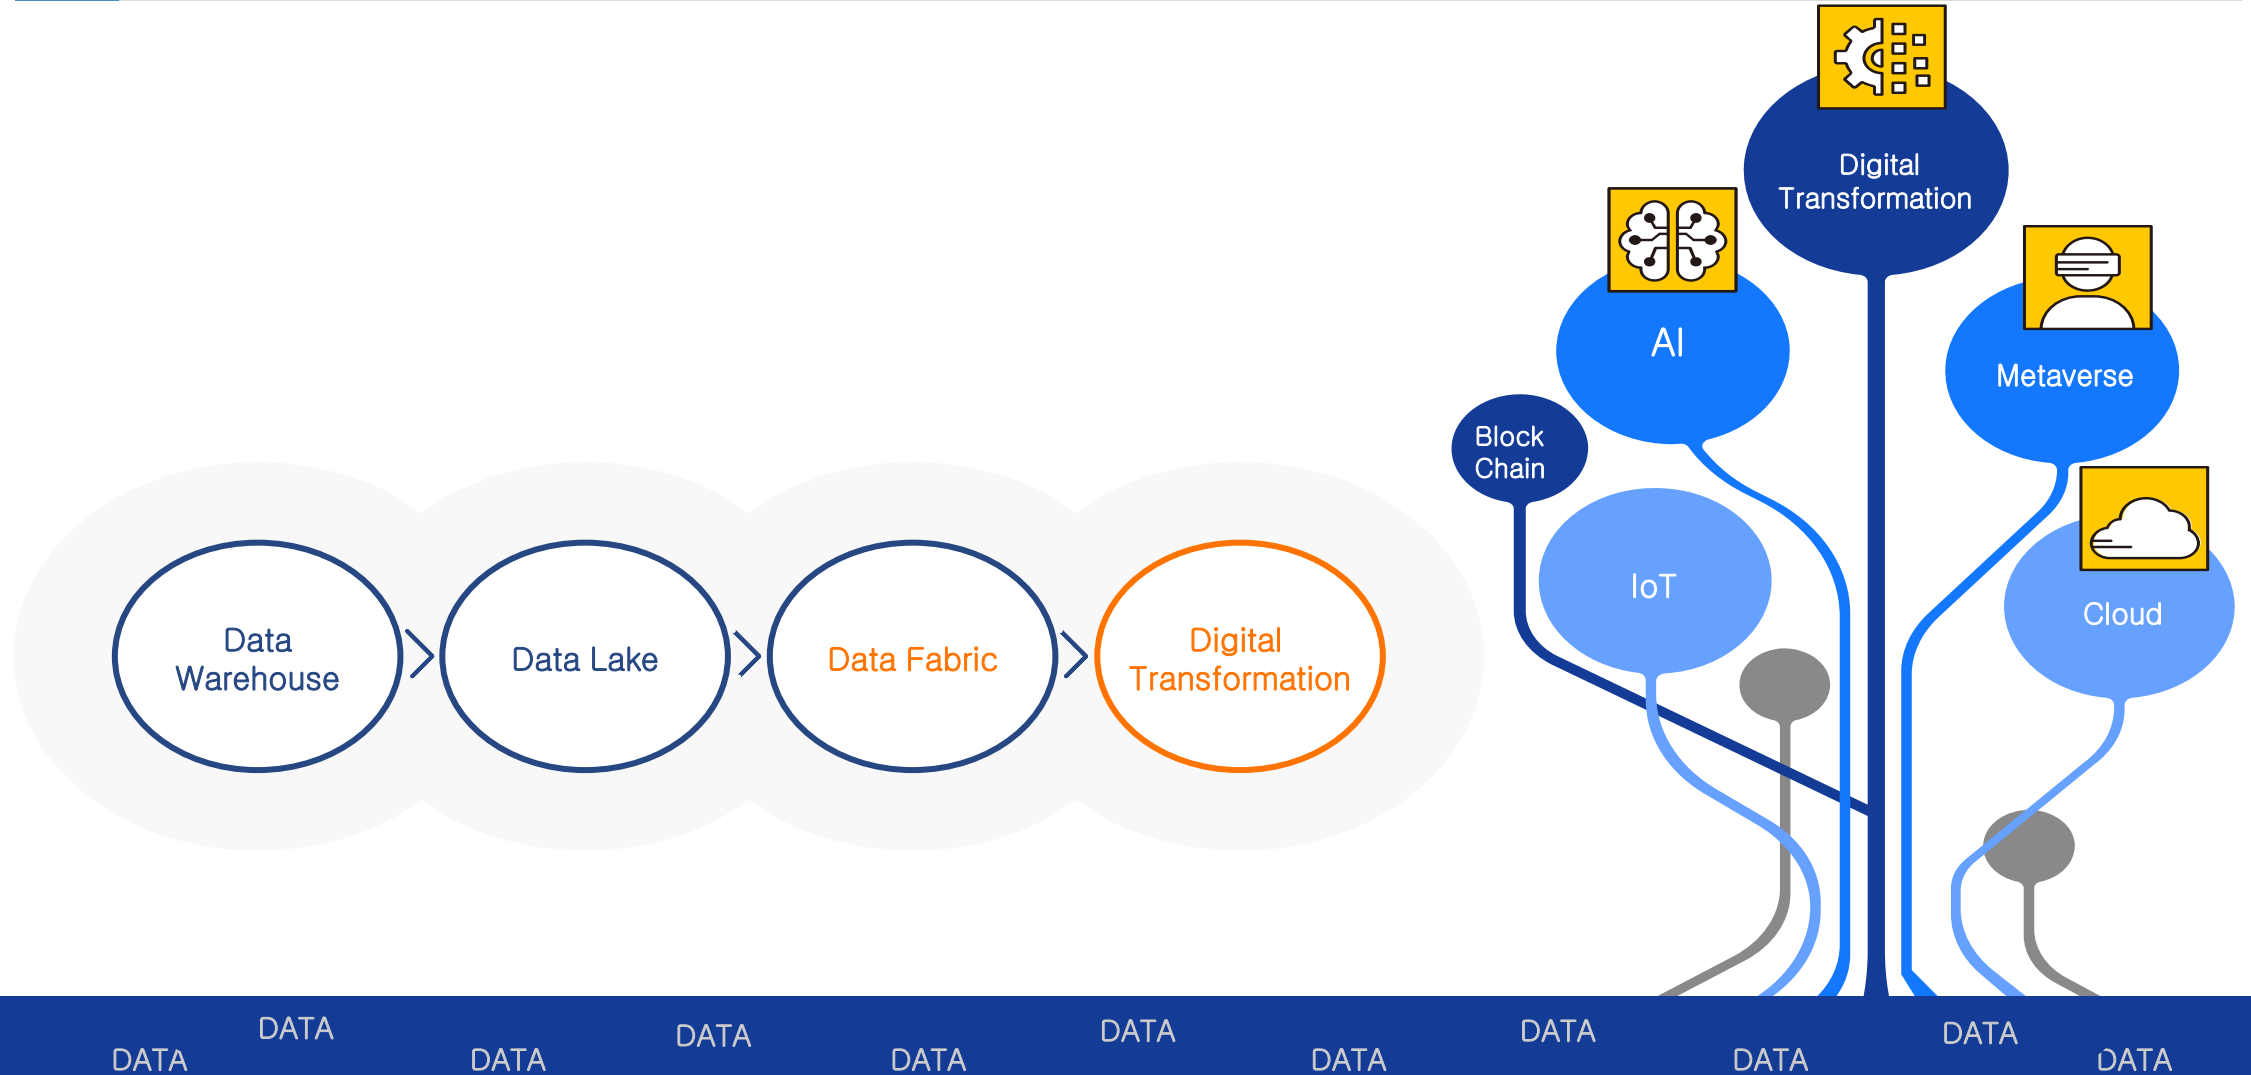 Digital
Transformation
AI
Metaverse
Block
Chain
IoT
Cloud
Data
Warehouse
Data Lake
Data Fabric
Digital
Transformation
DATA
DATA
DATA
DATA
DATA
DATA
DATA
DATA
DATA
DATA
DATA